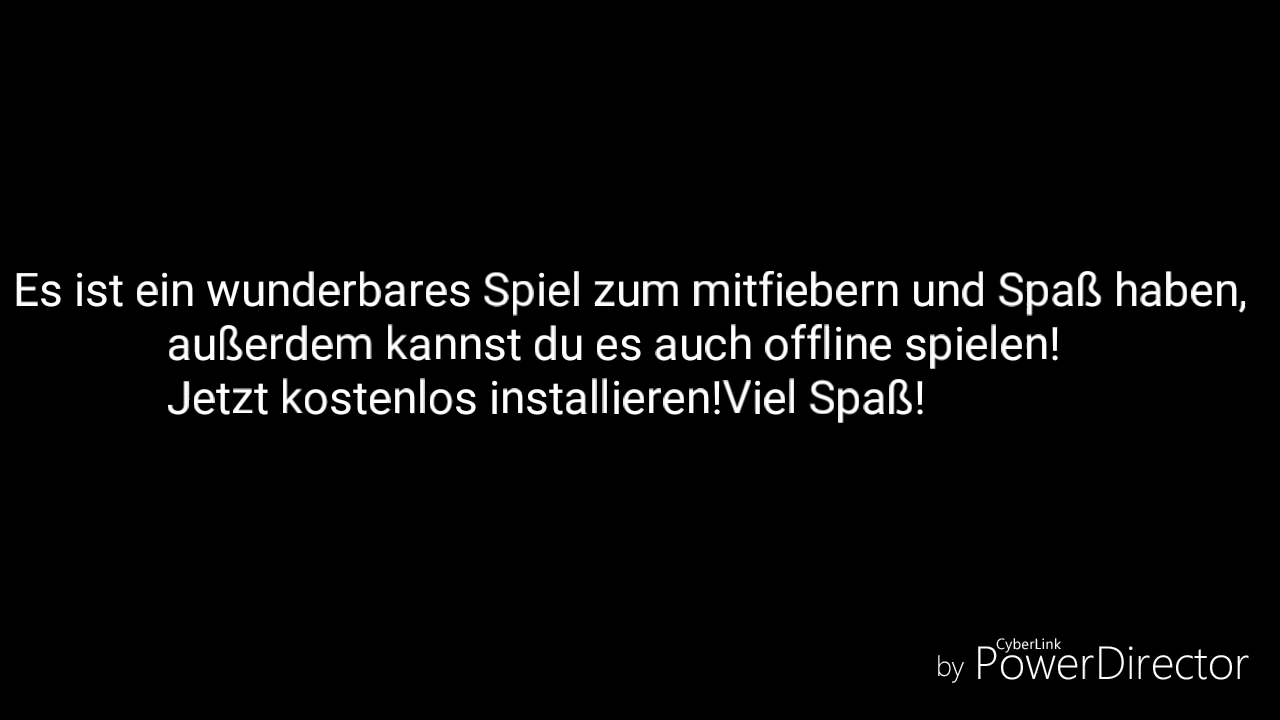 Es ist ein wunderbares Spiel zum mitfiebern und Spaß haben,
außerdem kannst du es auch offline spielen!
Jetzt kostenlos installieren!Viel Spaß!
CyberLink
by PowerDirector